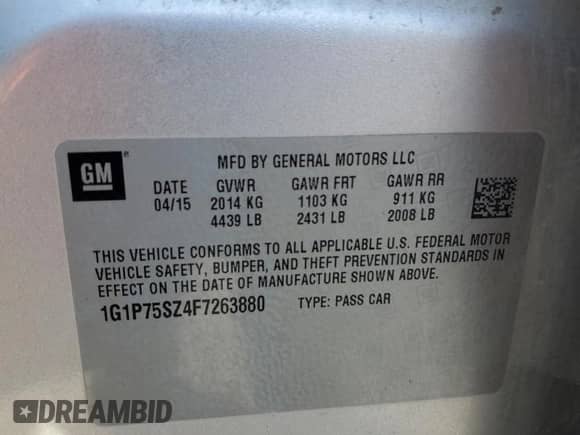 GM ®
MFD BY GENERAL MOTORS LLC
DATE GVWR GAWR FRT GAWR RR
04/15 2014 KG 1103 KG 911 KG
4439 LB 2431 LB 2008 LB
THIS VEHICLE CONFORMS TO ALL APPLICABLE U.S. FEDERAL MOTOR
VEHICLE SAFETY, BUMPER, AND THEFT PREVENTION STANDARDS IN
EFFECT ON THE DATE OF MANUFACTURE SHOWN ABOVE.
1G1P75SZ4F7263880 TYPE: PASS CAR
DREAMBID